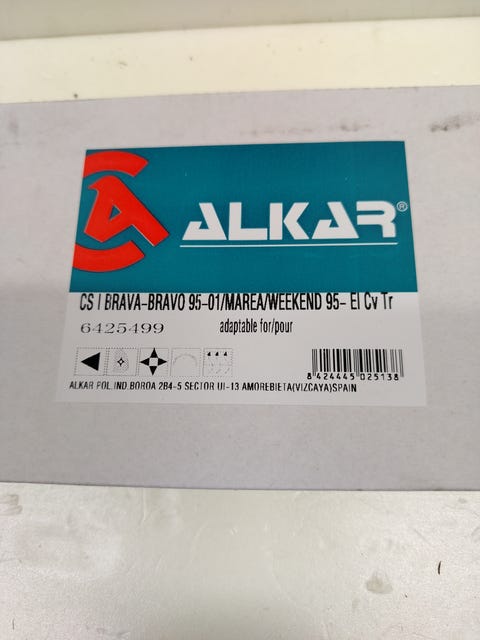 ALKAR®
CS I BRAVA-BRAVO 95-01/MAREA/WEEKEND 95- El Cv Tr
6425499 adaptable for/pour
8 424445 025138
ALKAR POL.IND.BOROA 2B4-5 SECTOR UI-13 AMOREBIETA(VIZCAYA)SPAIN